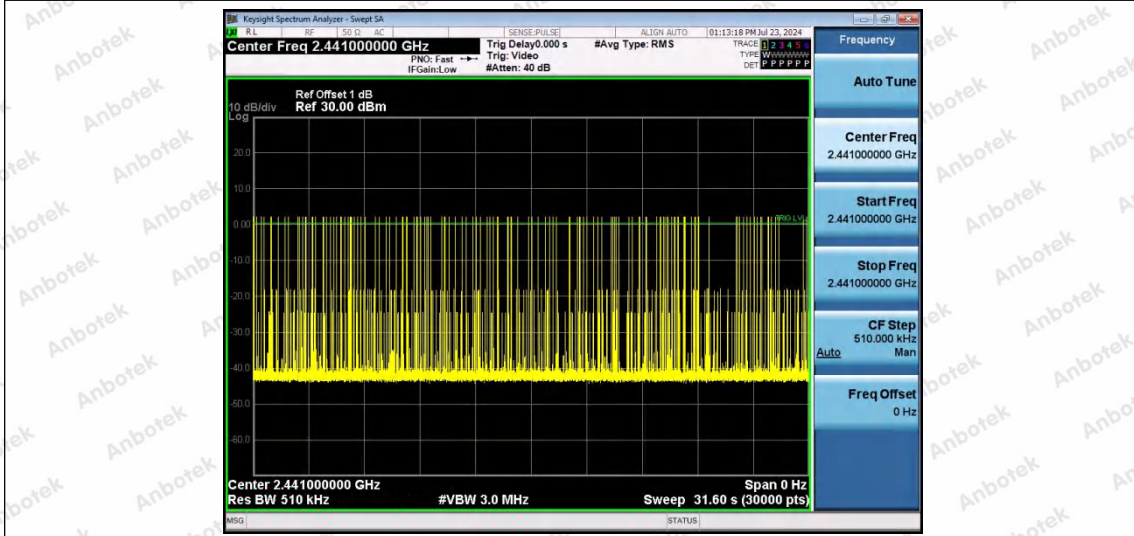 Keysight Spectrum Analyzer - Swept SA
LXI RL RF 50 Ω AC SENSE:PULSE ALIGN AUTO 01:13:18 PM Jul 23, 2024
Center Freq 2.441000000 GHz
PNO: Fast
IFGain:Low
Trig Delay0.000 s
Trig: Video
#Atten: 40 dB
#Avg Type: RMS
TRACE 1 2 3 4 5 6
TYPE W
DET P P P P P P
Ref Offset 1 dB
10 dB/div Ref 30.00 dBm
Log
20.0
10.0
0.00
TRIG LVL
-10.0
-20.0
-30.0
-40.0
-50.0
-60.0
Center 2.441000000 GHz Span 0 Hz
Res BW 510 kHz #VBW 3.0 MHz Sweep 31.60 s (30000 pts)
MSG STATUS
Frequency
Auto Tune
Center Freq
2.441000000 GHz
Start Freq
2.441000000 GHz
Stop Freq
2.441000000 GHz
CF Step
510.000 kHz
Auto Man
Freq Offset
0 Hz
Anbotek